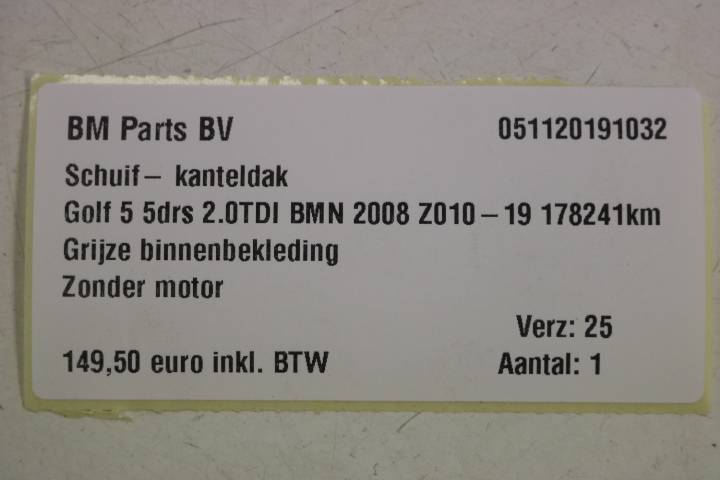 BM Parts BV 051120191032
Schuif- kanteldak
Golf 5 5drs 2.0TDI BMN 2008 Z010-19 178241km
Grijze binnenbekleding
Zonder motor
Verz: 25
149,50 euro inkl. BTW Aantal: 1